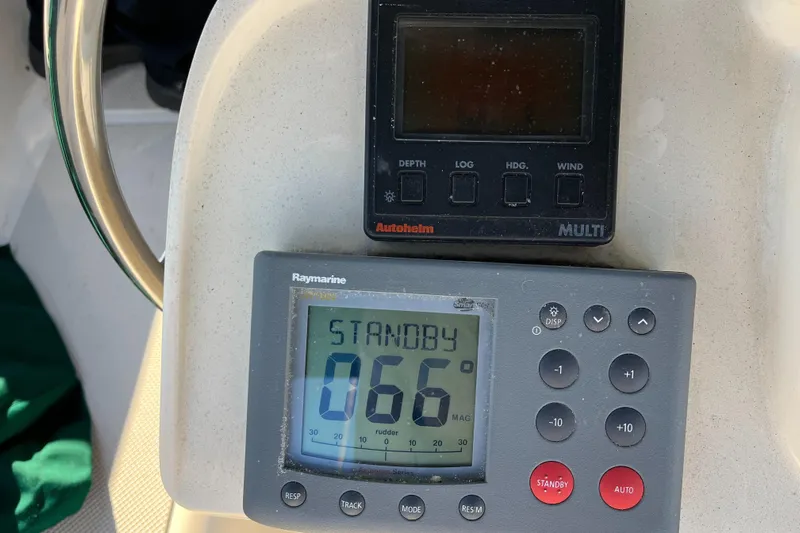 DEPTH LOG HDG. WIND
Autohelm MULTI
Raymarine
STANDBY
066°
MAG
rudder
30 20 10 0 10 20 30
Series
DISP
-1 +1
-10 +10
STANDBY AUTO
RESP TRACK MODE RES'M